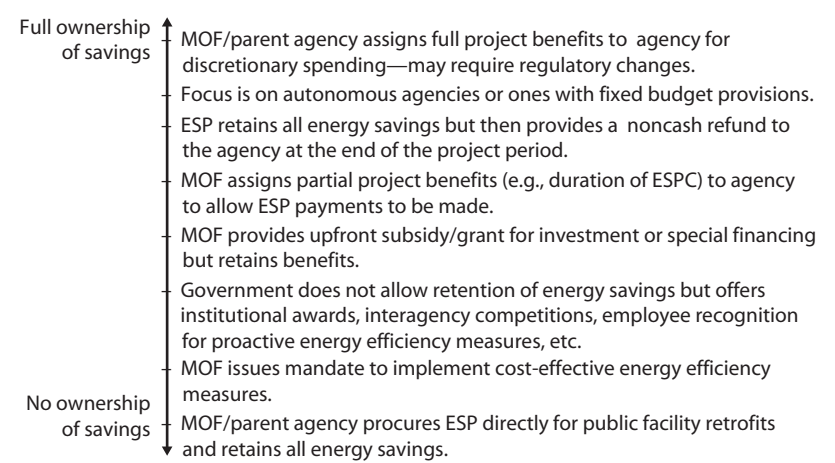 Full ownership
of savings
MOF/parent agency assigns full project benefits to agency for
discretionary spending—may require regulatory changes.
Focus is on autonomous agencies or ones with fixed budget provisions.
ESP retains all energy savings but then provides a noncash refund to
the agency at the end of the project period.
MOF assigns partial project benefits (e.g., duration of ESPC) to agency
to allow ESP payments to be made.
MOF provides upfront subsidy/grant for investment or special financing
but retains benefits.
Government does not allow retention of energy savings but offers
institutional awards, interagency competitions, employee recognition
for proactive energy efficiency measures, etc.
MOF issues mandate to implement cost-effective energy efficiency
measures.
No ownership
of savings
MOF/parent agency procures ESP directly for public facility retrofits
and retains all energy savings.